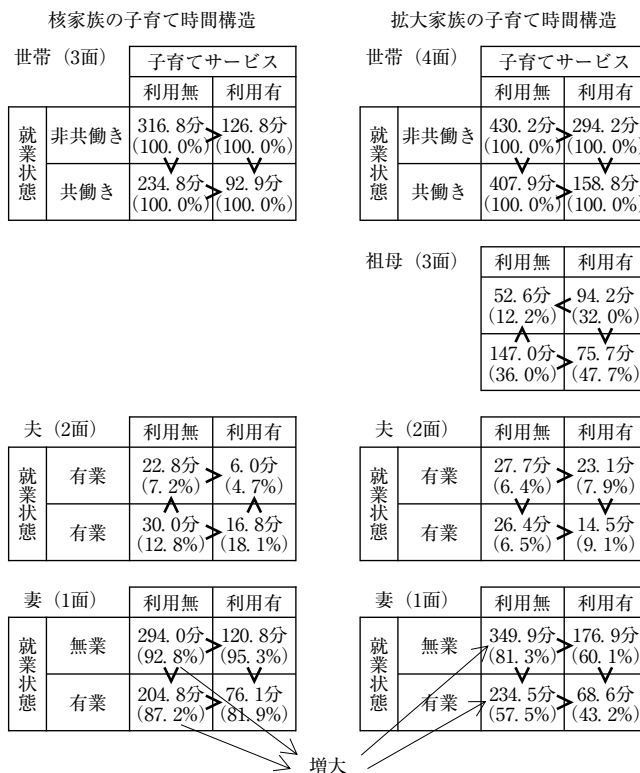 核家族の子育て時間構造
世帯（3面）
子育てサービス
利用無 利用有
就業状態
非共働き 316.8分 > 126.8分
(100.0%) (100.0%)
共働き 234.8分 > 92.9分
(100.0%) (100.0%)
夫（2面） 利用無 利用有
就業状態
有業 22.8分 > 6.0分
(7.2%) (4.7%)
有業 30.0分 > 16.8分
(12.8%) (18.1%)
妻（1面） 利用無 利用有
就業状態
無業 294.0分 > 120.8分
(92.8%) (95.3%)
有業 204.8分 > 76.1分
(87.2%) (81.9%)
拡大家族の子育て時間構造
世帯（4面）
子育てサービス
利用無 利用有
就業状態
非共働き 430.2分 > 294.2分
(100.0%) (100.0%)
共働き 407.9分 > 158.8分
(100.0%) (100.0%)
祖母（3面） 利用無 利用有
52.6分 < 94.2分
(12.2%) (32.0%)
147.0分 > 75.7分
(36.0%) (47.7%)
夫（2面） 利用無 利用有
就業状態
有業 27.7分 > 23.1分
(6.4%) (7.9%)
有業 26.4分 > 14.5分
(6.5%) (9.1%)
妻（1面） 利用無 利用有
就業状態
無業 349.9分 > 176.9分
(81.3%) (60.1%)
有業 234.5分 > 68.6分
(57.5%) (43.2%)
増大